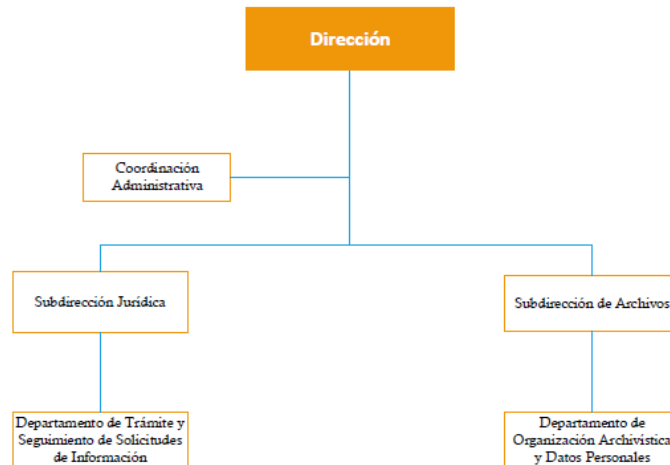 Dirección
Coordinación
Administrativa
Subdirección Jurídica
Subdirección de Archivos
Departamento de Trámite y
Seguimiento de Solicitudes
de Información
Departamento de
Organización Archivística
y Datos Personales